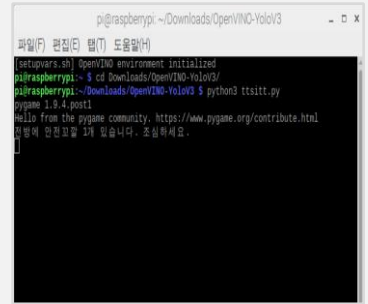 pi@raspberrypi: ~/Downloads/OpenVINO-YoloV3
파일(F) 편집(E) 탭(T) 도움말(H)
[setupvars.sh] OpenVINO environment initialized
pi@raspberrypi:~ $ cd Downloads/OpenVINO-YoloV3/
pi@raspberrypi:~/Downloads/OpenVINO-YoloV3 $ python3 ttsitt.py
pygame 1.9.4.post1
Hello from the pygame community. https://www.pygame.org/contribute.html
전방에 안전꼬깔 1개 있습니다. 조심하세요.